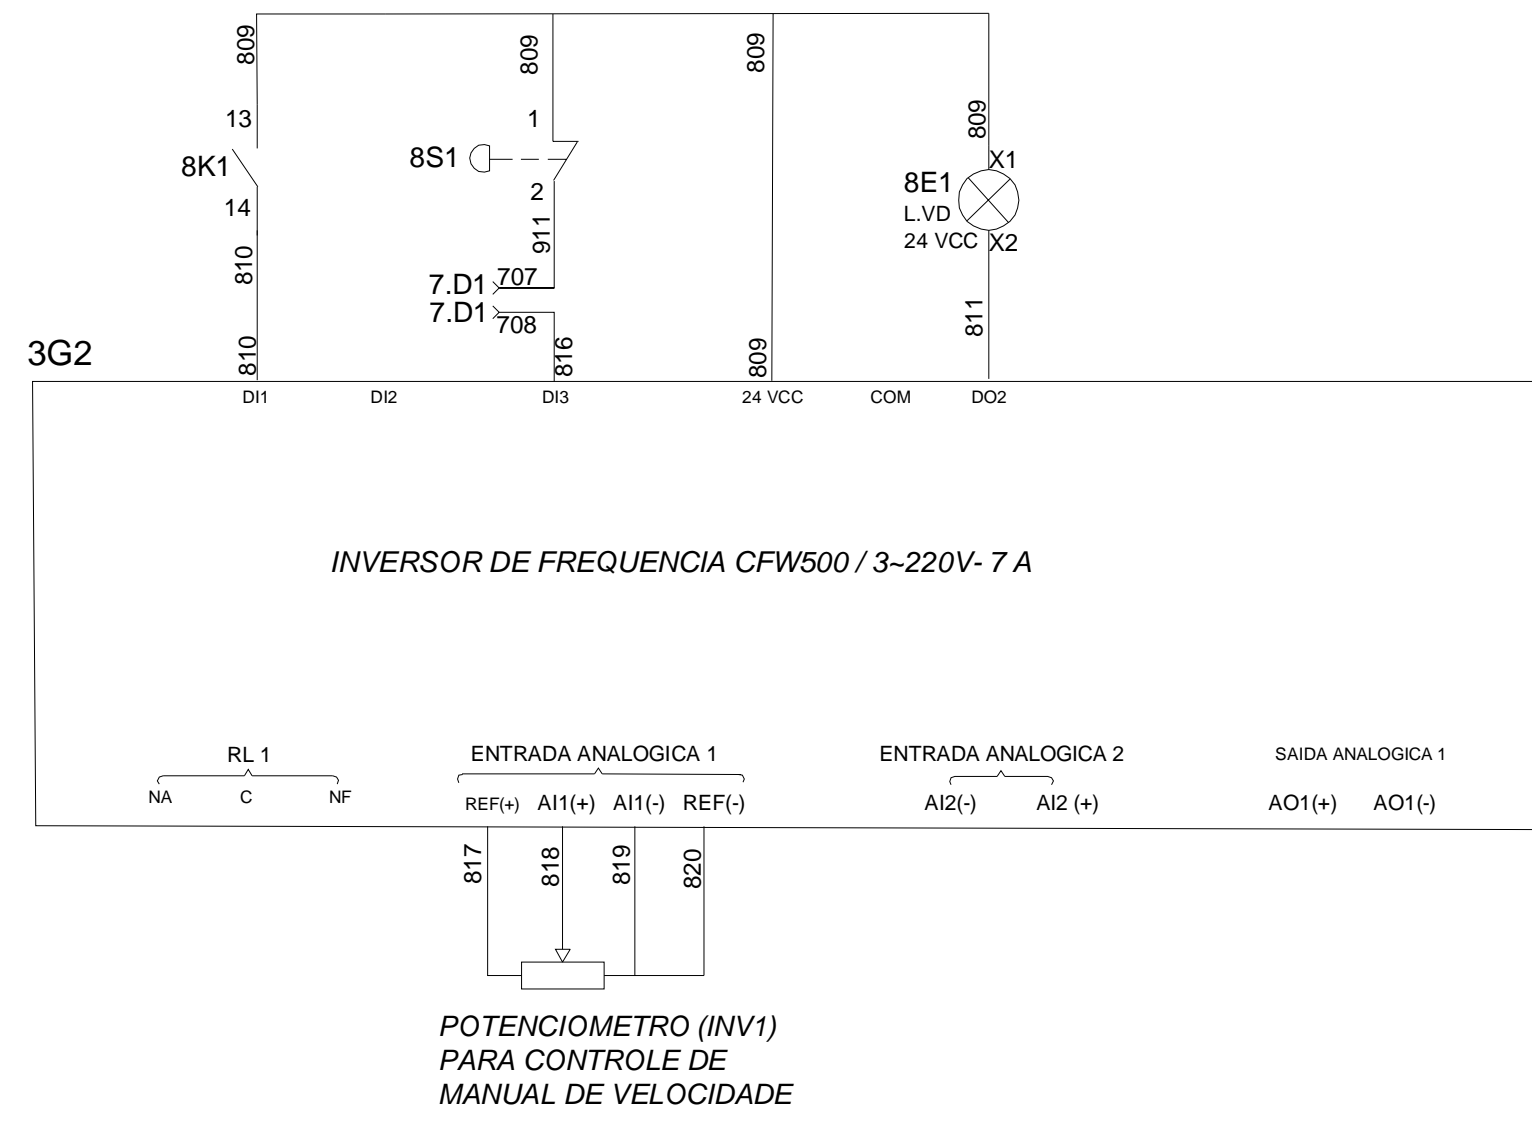 809
809
809
809
13
8K1
14
810
810
1
8S1
2
911
7.D1
707
7.D1
708
816
809
X1
8E1
L.VD
24 VCC
X2
811
3G2
DI1 DI2 DI3 24 VCC COM DO2
INVERSOR DE FREQUENCIA CFW500 / 3~220V- 7 A
RL 1
NA C NF
ENTRADA ANALOGICA 1
REF(+) AI1(+) AI1(-) REF(-)
ENTRADA ANALOGICA 2
AI2(-) AI2 (+)
SAIDA ANALOGICA 1
AO1(+) AO1(-)
817
818
819
820
POTENCIOMETRO (INV1)
PARA CONTROLE DE
MANUAL DE VELOCIDADE